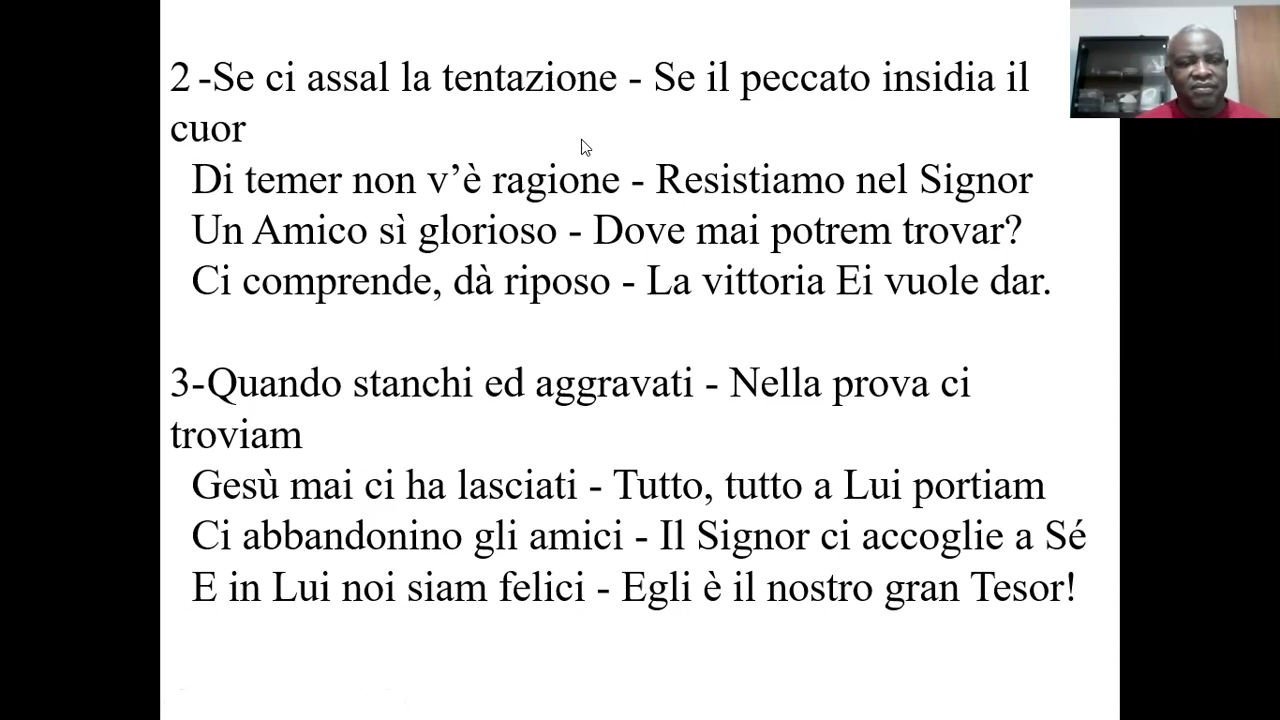 2 -Se ci assal la tentazione - Se il peccato insidia il
cuor
Di temer non v’è ragione - Resistiamo nel Signor
Un Amico sì glorioso - Dove mai potrem trovar?
Ci comprende, dà riposo - La vittoria Ei vuole dar.
3-Quando stanchi ed aggravati - Nella prova ci
troviam
Gesù mai ci ha lasciati - Tutto, tutto a Lui portiam
Ci abbandonino gli amici - Il Signor ci accoglie a Sé
E in Lui noi siam felici - Egli è il nostro gran Tesor!